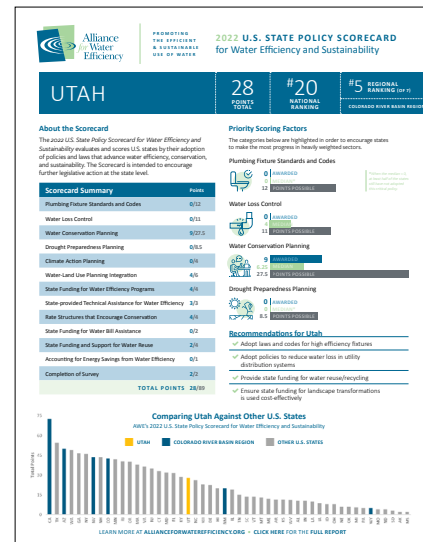 Alliance
for Water
Efficiency
PROMOTING
THE EFFICIENT
& SUSTAINABLE
USE OF WATER
2022 U.S. STATE POLICY SCORECARD
for Water Efficiency and Sustainability
UTAH
28
POINTS
TOTAL
#20
NATIONAL
RANKING
#5 REGIONAL
RANKING (OF 7)
COLORADO RIVER BASIN REGION
About the Scorecard
The 2022 U.S. State Policy Scorecard for Water Efficiency and
Sustainability evaluates and scores U.S. states by their adoption
of policies and laws that advance water efficiency, conservation,
and sustainability. The Scorecard is intended to encourage
further legislative action at the state level.
Scorecard Summary Points
Plumbing Fixture Standards and Codes 0/12
Water Loss Control 0/11
Water Conservation Planning 9/27.5
Drought Preparedness Planning 0/8.5
Climate Action Planning 0/4
Water-Land Use Planning Integration 4/6
State Funding for Water Efficiency Programs 4/4
State-provided Technical Assistance for Water Efficiency 3/3
Rate Structures that Encourage Conservation 4/4
State Funding for Water Bill Assistance 0/2
State Funding and Support for Water Reuse 2/4
Accounting for Energy Savings from Water Efficiency 0/1
Completion of Survey 2/2
TOTAL POINTS 28/89
Priority Scoring Factors
The categories below are highlighted in order to encourage states
to make the most progress in heavily weighted sectors.
Plumbing Fixture Standards and Codes
0 AWARDED
12 POINTS POSSIBLE
Water Loss Control
0 AWARDED
11 POINTS POSSIBLE
Water Conservation Planning
9 AWARDED
27.5 POINTS POSSIBLE
Drought Preparedness Planning
0 AWARDED
8.5 POINTS POSSIBLE
Recommendations for Utah
Adopt laws and codes for high efficiency fixtures
Adopt policies to reduce water loss in utility
distribution systems
Provide state funding for water reuse/recycling
Ensure state funding for landscape transformations
is used cost-effectively
Comparing Utah Against Other U.S. States
AWE's 2022 U.S. State Policy Scorecard for Water Efficiency and Sustainability
UTAH COLORADO RIVER BASIN REGION OTHER U.S. STATES
Total Points
75
60
45
30
15
0
LEARN MORE AT ALLIANCEFORWATEREFFICIENCY.ORG • CLICK HERE FOR THE FULL REPORT